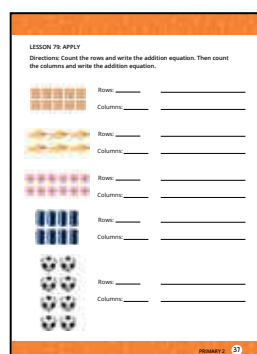 LESSON 79: APPLY
Directions: Count the rows and write the addition equation. Then count
the columns and write the addition equation.
Rows:
Columns:
Rows:
Columns:
Rows:
Columns:
Rows:
Columns:
Rows:
Columns:
PRIMARY 2 37